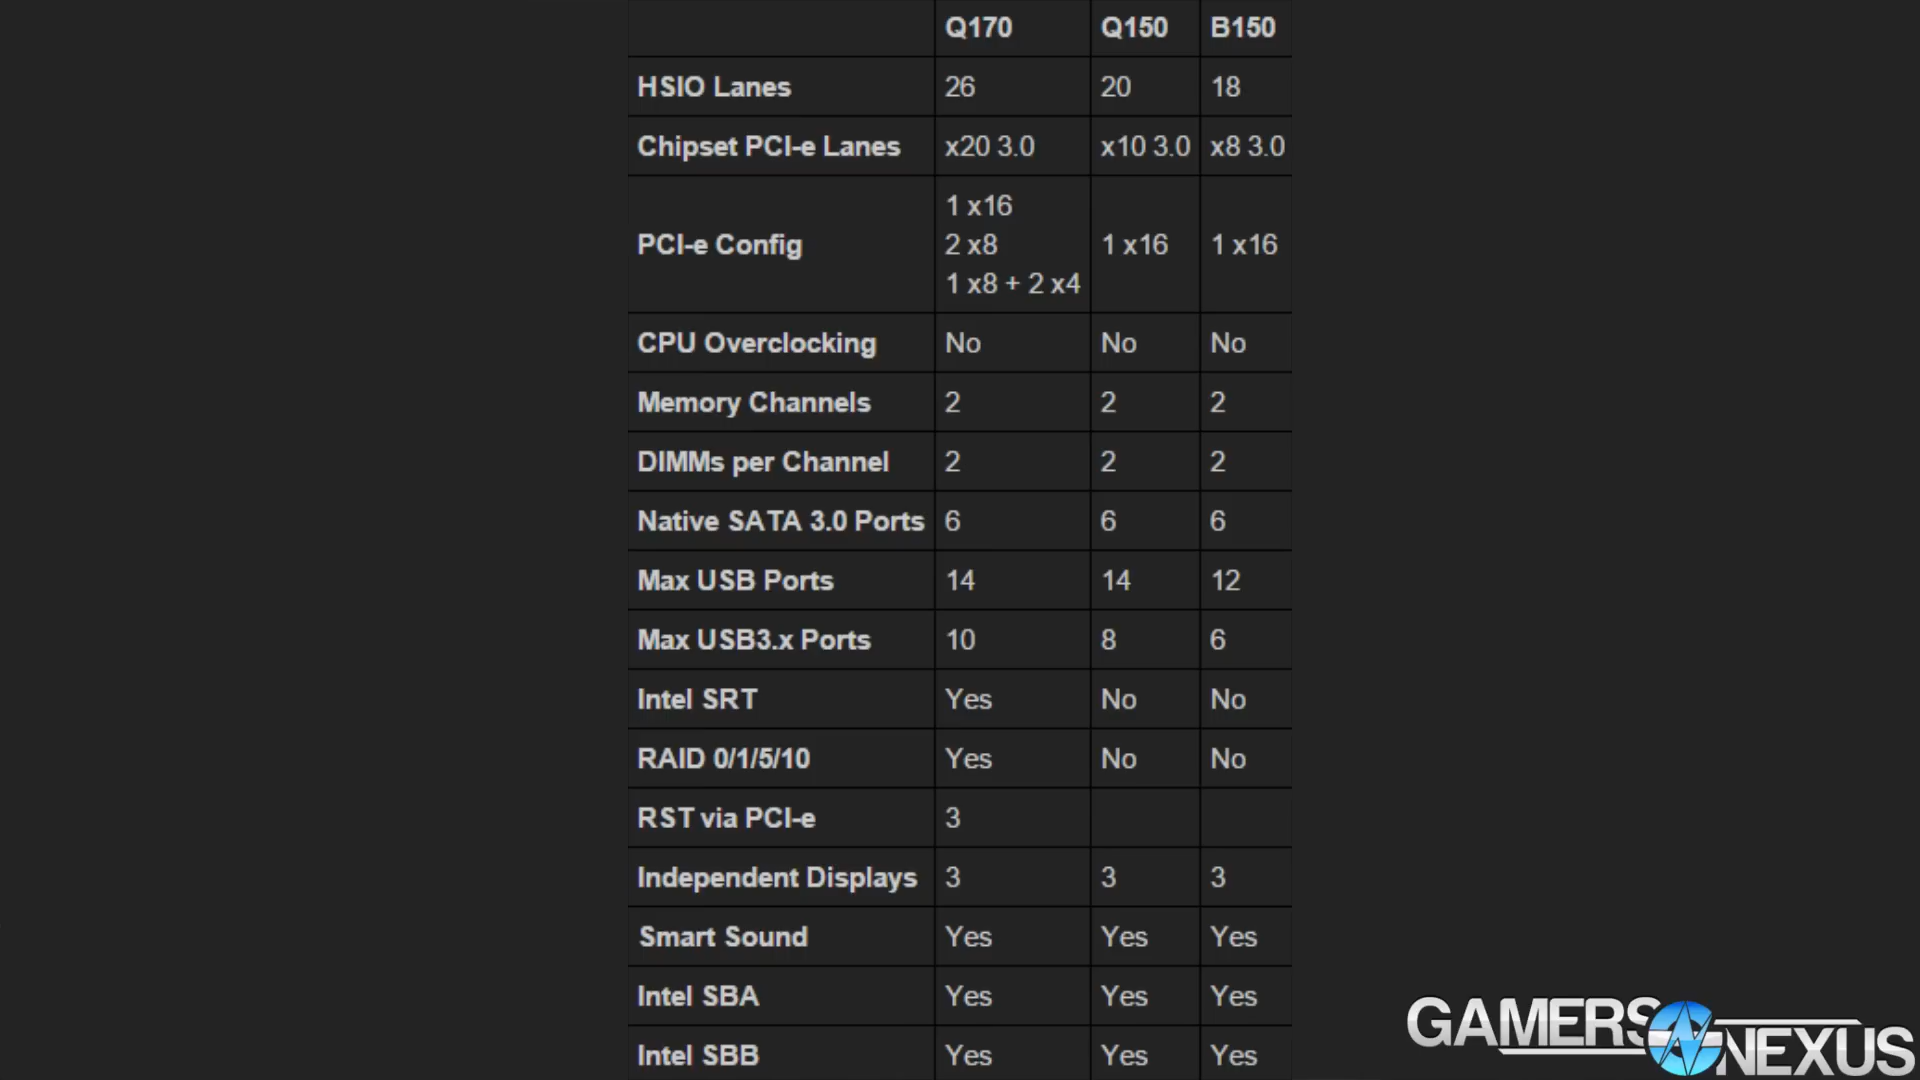 Q170 Q150 B150
HSIO Lanes 26 20 18
Chipset PCI-e Lanes x20 3.0 x10 3.0 x8 3.0
PCI-e Config 1 x16 2 x8 1 x8 + 2 x4 1 x16 1 x16
CPU Overclocking No No No
Memory Channels 2 2 2
DIMMs per Channel 2 2 2
Native SATA 3.0 Ports 6 6 6
Max USB Ports 14 14 12
Max USB3.x Ports 10 8 6
Intel SRT Yes No No
RAID 0/1/5/10 Yes No No
RST via PCI-e 3
Independent Displays 3 3 3
Smart Sound Yes Yes Yes
Intel SBA Yes Yes Yes
Intel SBB Yes Yes Yes
GAMERS
NEXUS